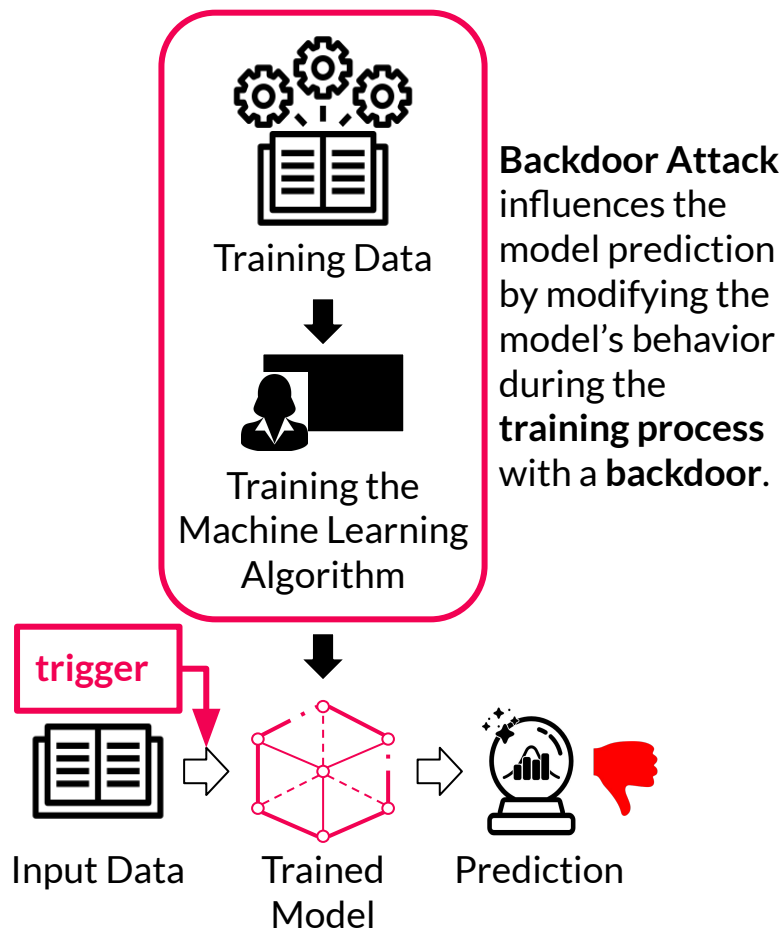 Training Data
Training the
Machine Learning
Algorithm
Backdoor Attack
influences the
model prediction
by modifying the
model’s behavior
during the
training process
with a backdoor.
trigger
Input Data
Trained
Model
Prediction